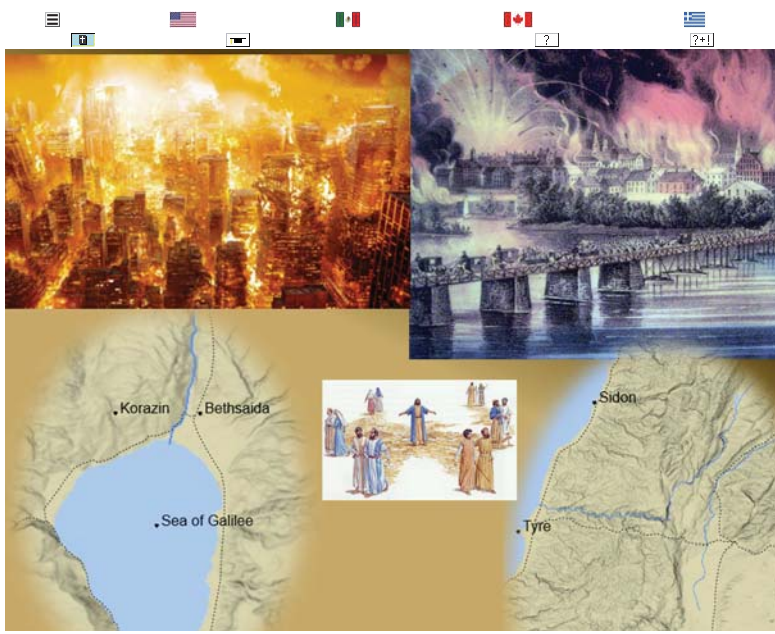 ?
?+!
Sidon
Korazin
Bethsaida
Sea of Galilee
Tyre